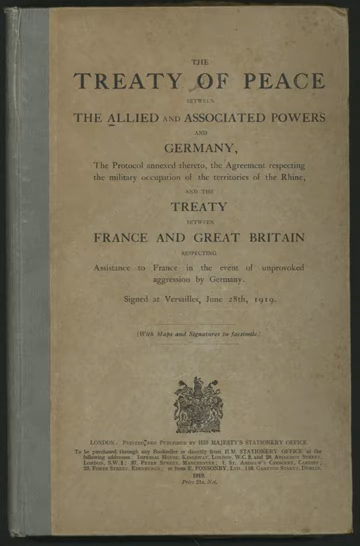 THE
TREATY OF PEACE
BETWEEN
THE ALLIED AND ASSOCIATED POWERS
AND
GERMANY,
The Protocol annexed thereto, the Agreement respecting
the military occupation of the territories of the Rhine,
AND THE
TREATY
BETWEEN
FRANCE AND GREAT BRITAIN
RESPECTING
Assistance to France in the event of unprovoked
aggression by Germany.
Signed at Versailles, June 28th, 1919.
(With Maps and Signatures in facsimile.)
LONDON: PRINTED AND PUBLISHED BY HIS MAJESTY'S STATIONERY OFFICE
To be purchased through any Bookseller or directly from H.M. STATIONERY OFFICE at the
following addresses: IMPERIAL HOUSE, KINGSWAY, LONDON, W.C. 2, and 28, ABINGDON STREET,
LONDON, S.W. 1; 37, PETER STREET, MANCHESTER; 1, ST. ANDREW'S CRESCENT, CARDIFF;
23, FORTH STREET, EDINBURGH; or from E. PONSONBY, LTD., 116, GRAFTON STREET, DUBLIN.
1919.
Price 21s. Net.